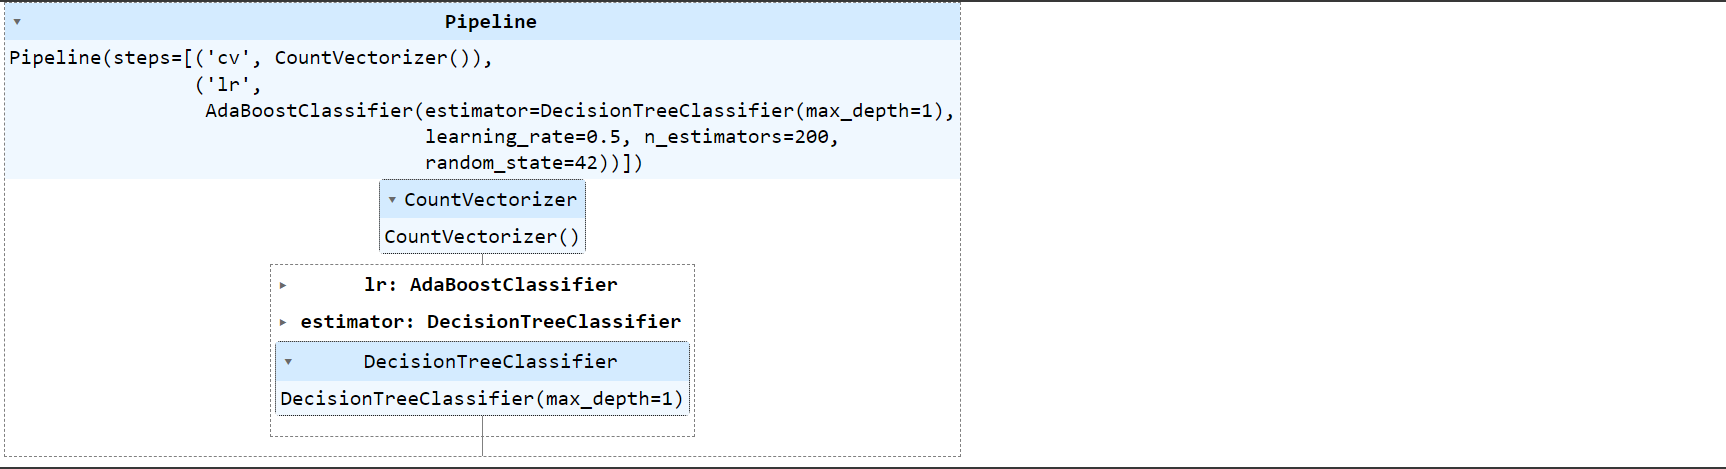 Pipeline
Pipeline(steps=[('cv', CountVectorizer()),
('lr',
AdaBoostClassifier(estimator=DecisionTreeClassifier(max_depth=1),
learning_rate=0.5, n_estimators=200,
random_state=42))])
CountVectorizer
CountVectorizer()
lr: AdaBoostClassifier
estimator: DecisionTreeClassifier
DecisionTreeClassifier
DecisionTreeClassifier(max_depth=1)